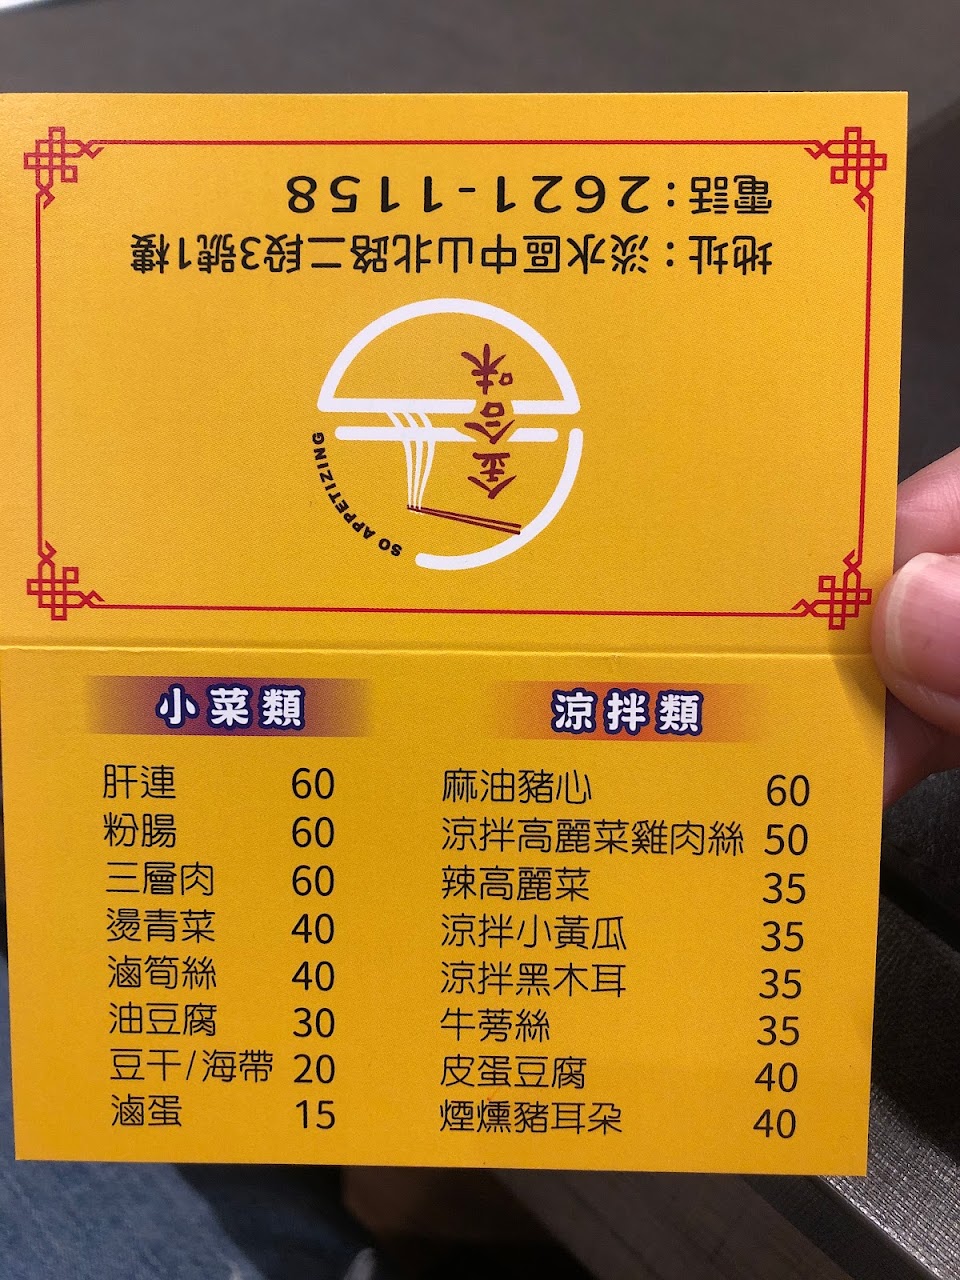 電話：2621-1158
地址：淡水區中山北路二段3號1樓
金合味
SO APPETIZING
小菜類
肝連 60
粉腸 60
三層肉 60
燙青菜 40
滷筍絲 40
油豆腐 30
豆干/海帶 20
滷蛋 15
涼拌類
麻油豬心 60
涼拌高麗菜雞肉絲 50
辣高麗菜 35
涼拌小黃瓜 35
涼拌黑木耳 35
牛蒡絲 35
皮蛋豆腐 40
煙燻豬耳朵 40